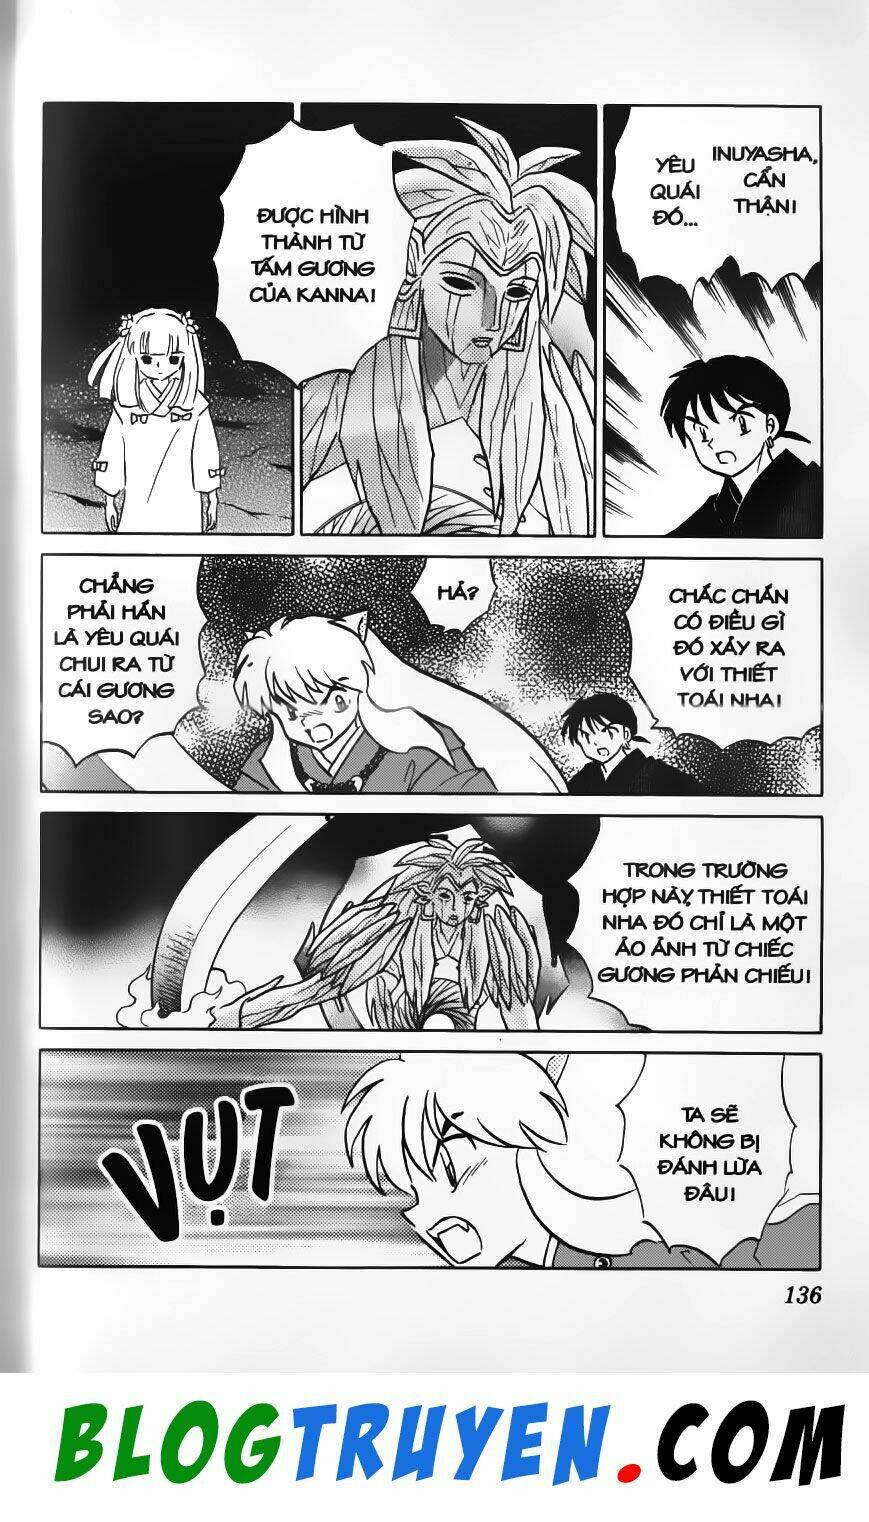 INUYASHA,
CẨN
THẬN!
YÊU
QUÁI
ĐÓ...
ĐƯỢC HÌNH
THÀNH TỪ
TẤM GƯƠNG
CỦA KANNA!
CHẮC CHẮN
CÓ ĐIỀU GÌ
ĐÓ XẢY RA
VỚI THIẾT
TOÁI NHA!
HẢ?
CHẲNG
PHẢI HẮN
LÀ YÊU QUÁI
CHUI RA TỪ
CÁI GƯƠNG
SAO?
TRONG TRƯỜNG
HỢP NÀY, THIẾT TOÁI
NHA ĐÓ CHỈ LÀ MỘT
ẢO ẢNH TỪ CHIẾC
GƯƠNG PHẢN CHIẾU!
TA SẼ
KHÔNG BỊ
ĐÁNH LỪA
ĐÂU!
VỤT
136
BLOGTRUYEN.COM